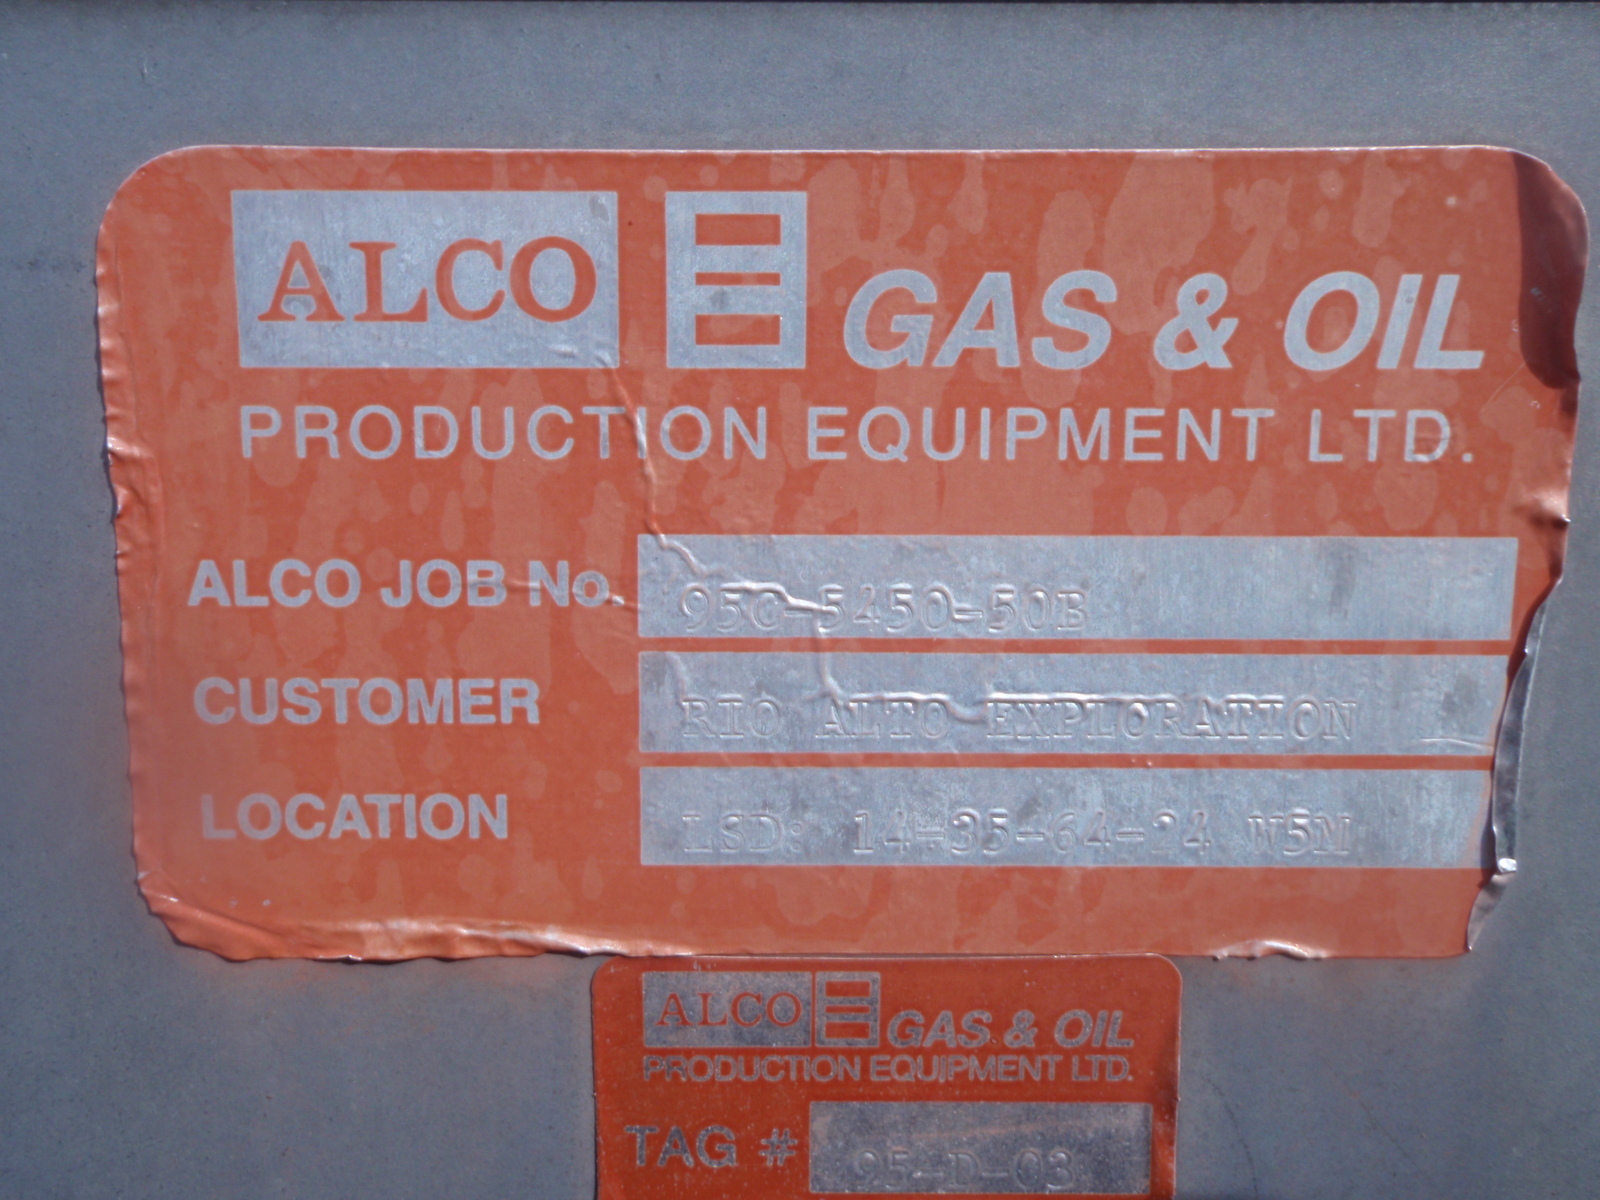 ALCO GAS & OIL
PRODUCTION EQUIPMENT LTD.
ALCO JOB No. 95C-5450-50B
CUSTOMER RIO ALTO EXPLORATION
LOCATION LSD: 14-35-64-24 W5M
ALCO GAS & OIL
PRODUCTION EQUIPMENT LTD.
TAG # 95-D-03